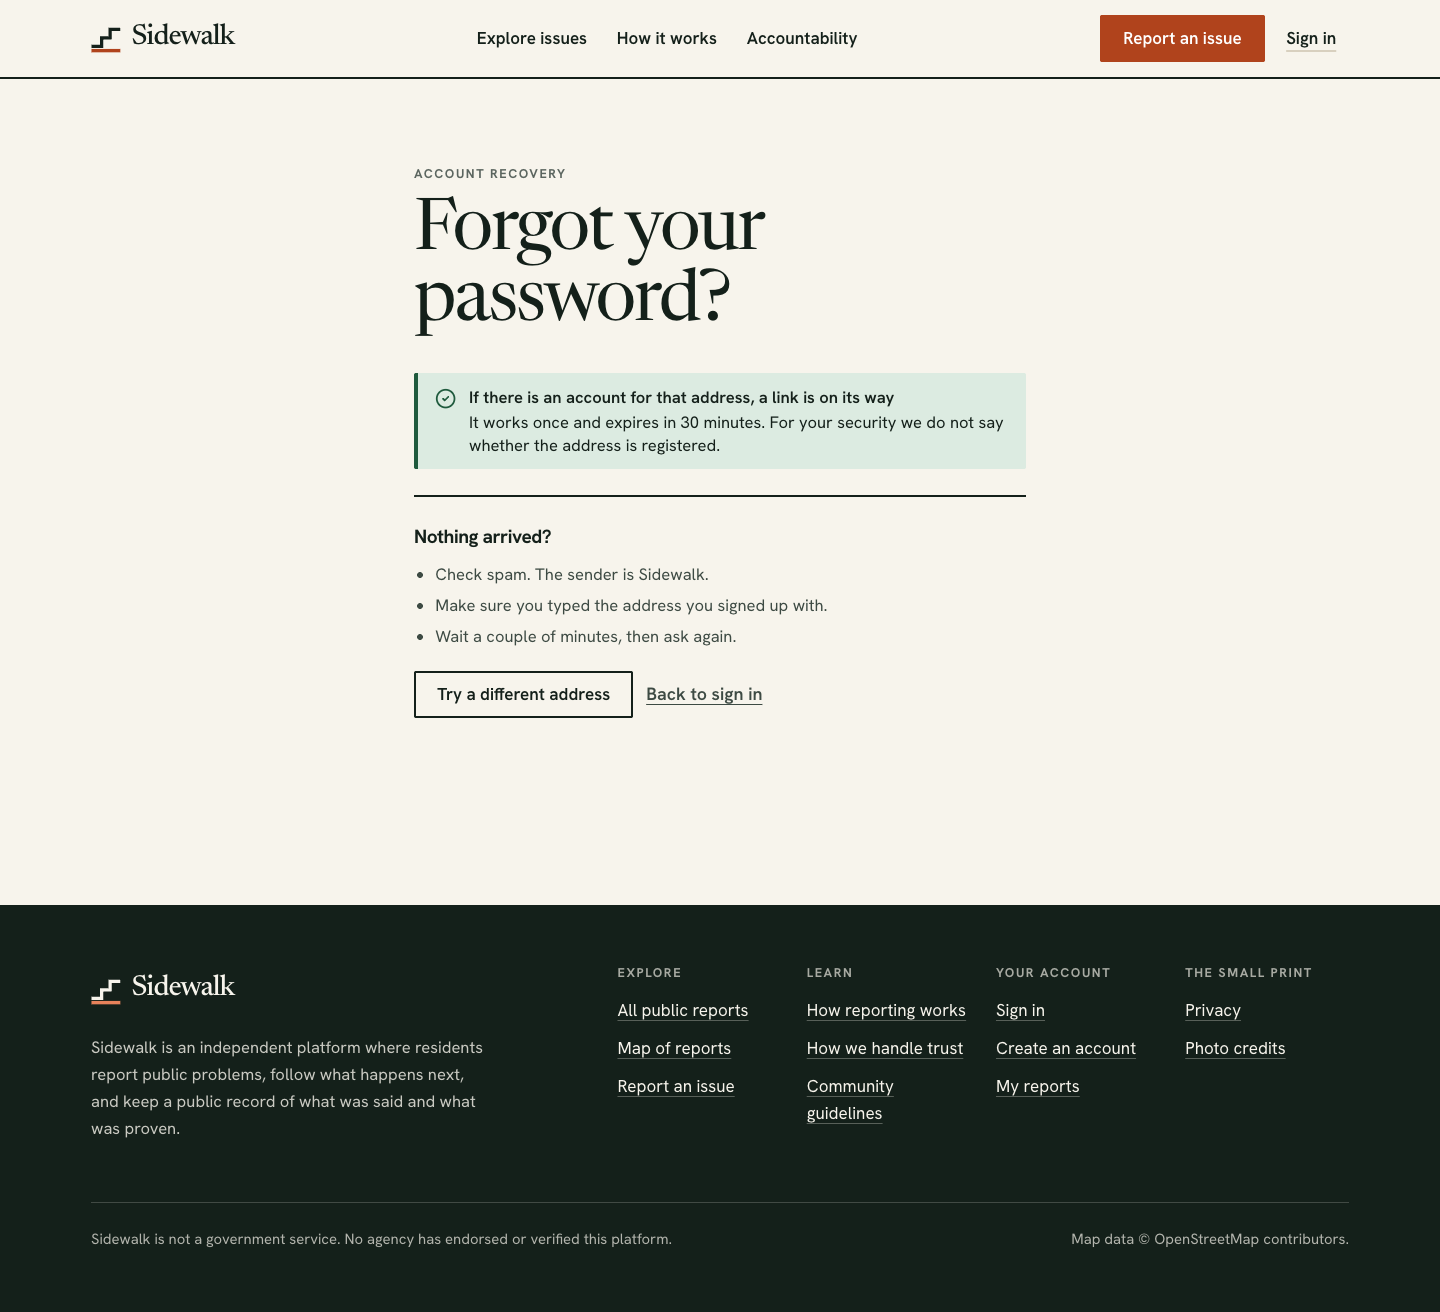 Sidewalk
Explore issues
How it works
Accountability
Report an issue
Sign in
ACCOUNT RECOVERY
Forgot your
password?
If there is an account for that address, a link is on its way
It works once and expires in 30 minutes. For your security we do not say
whether the address is registered.
Nothing arrived?
• Check spam. The sender is Sidewalk.
• Make sure you typed the address you signed up with.
• Wait a couple of minutes, then ask again.
Try a different address
Back to sign in
Sidewalk
Sidewalk is an independent platform where residents
report public problems, follow what happens next,
and keep a public record of what was said and what
was proven.
EXPLORE
All public reports
Map of reports
Report an issue
LEARN
How reporting works
How we handle trust
Community
guidelines
YOUR ACCOUNT
Sign in
Create an account
My reports
THE SMALL PRINT
Privacy
Photo credits
Sidewalk is not a government service. No agency has endorsed or verified this platform.
Map data © OpenStreetMap contributors.